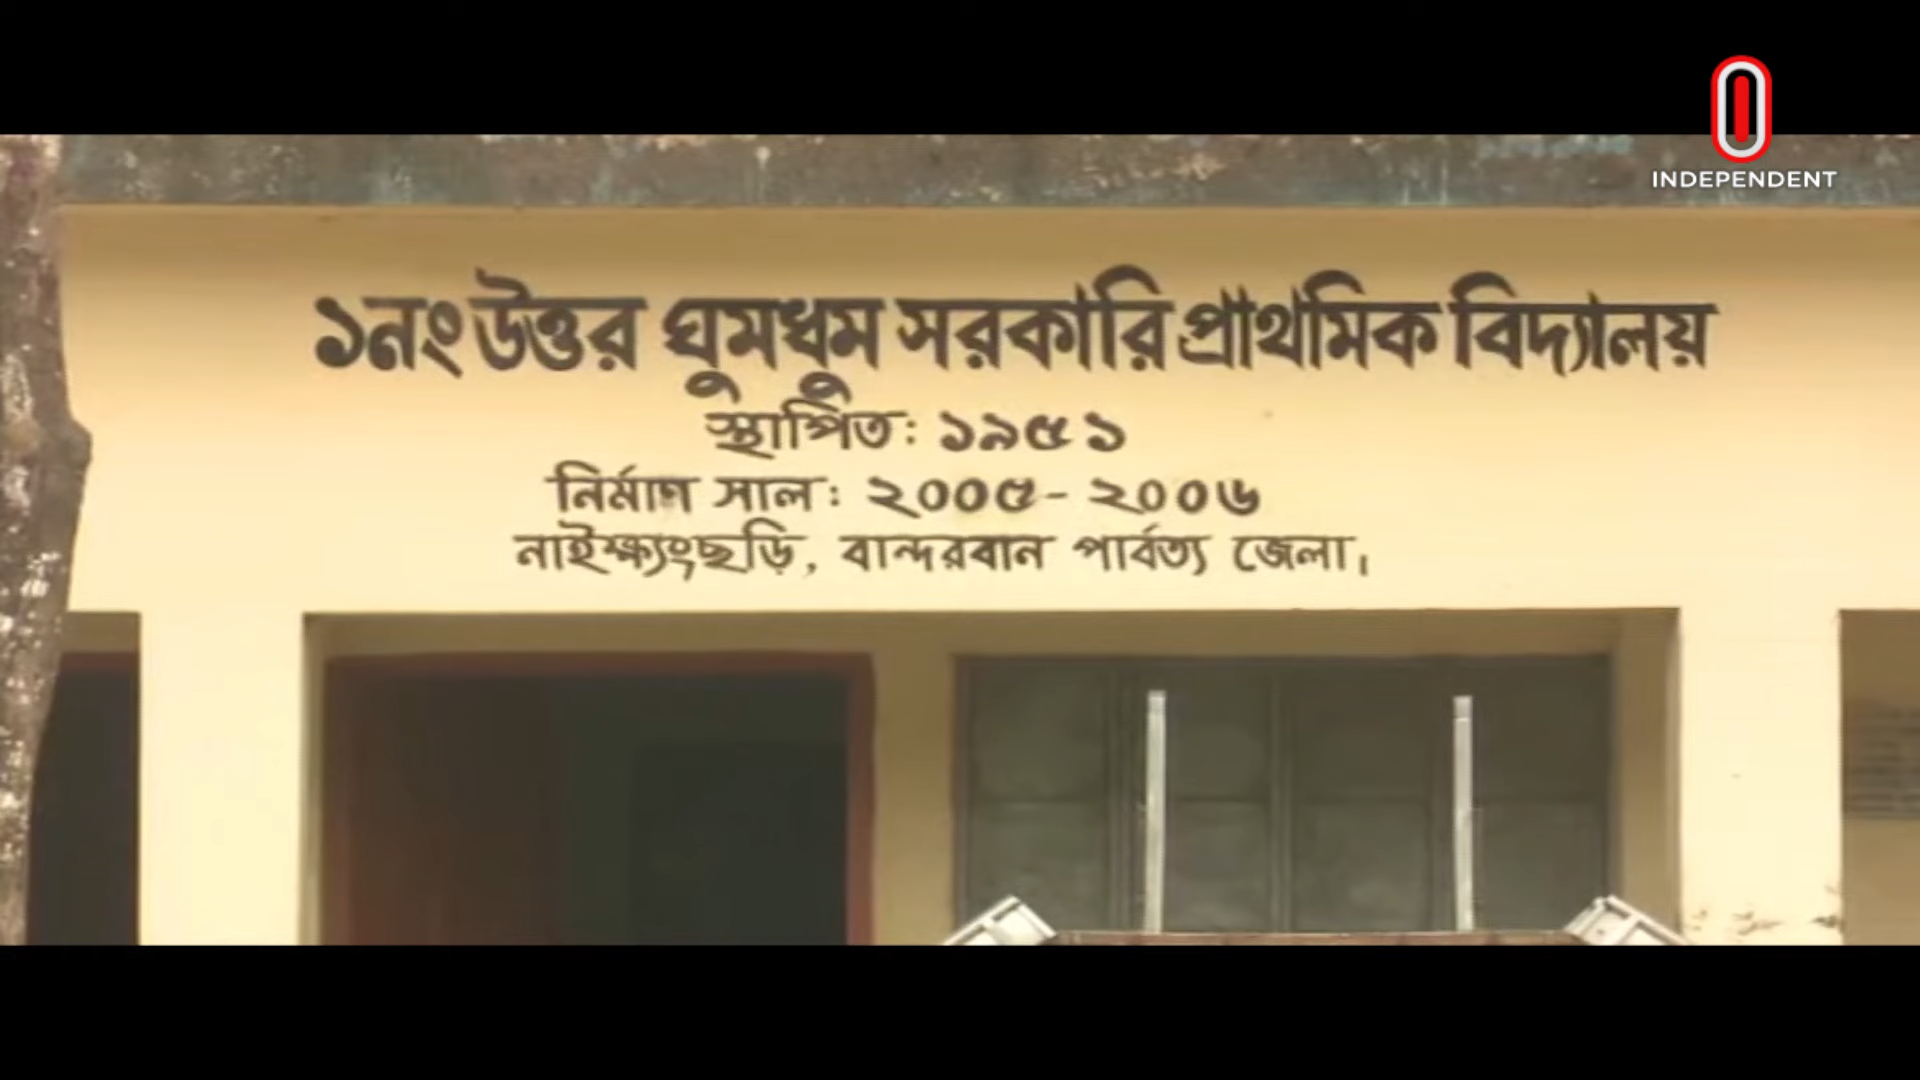 INDEPENDENT
১নং উত্তর ঘুমধুম সরকারি প্রাথমিক বিদ্যালয়
স্থাপিত: ১৯৫১
নির্মাণ সাল: ২০০৫-২০০৬
নাইক্ষ্যংছড়ি, বান্দরবান পার্বত্য জেলা।